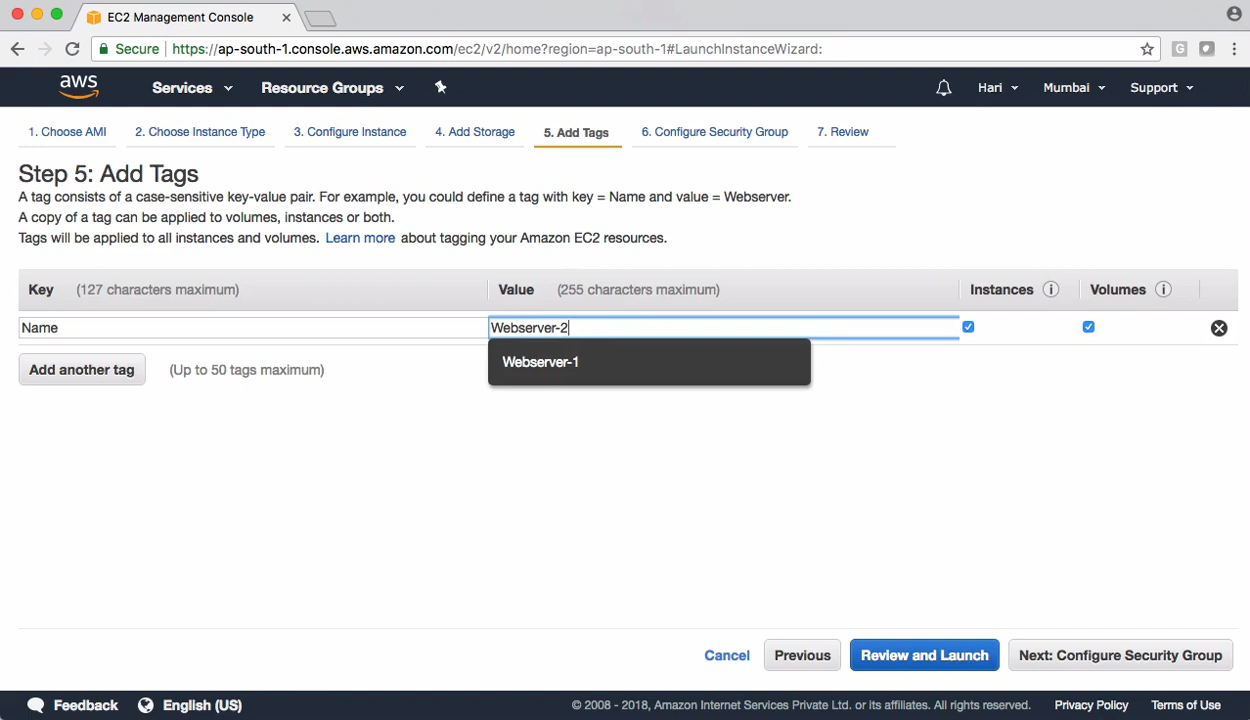 EC2 Management Console
Secure https://ap-south-1.console.aws.amazon.com/ec2/v2/home?region=ap-south-1#LaunchInstanceWizard:
aws Services Resource Groups Hari Mumbai Support
1. Choose AMI 2. Choose Instance Type 3. Configure Instance 4. Add Storage 5. Add Tags 6. Configure Security Group 7. Review
Step 5: Add Tags
A tag consists of a case-sensitive key-value pair. For example, you could define a tag with key = Name and value = Webserver.
A copy of a tag can be applied to volumes, instances or both.
Tags will be applied to all instances and volumes. Learn more about tagging your Amazon EC2 resources.
Key (127 characters maximum) Value (255 characters maximum) Instances i Volumes i
Name Webserver-2
Webserver-1
Add another tag (Up to 50 tags maximum)
Cancel Previous Review and Launch Next: Configure Security Group
Feedback English (US) © 2008 - 2018, Amazon Internet Services Private Ltd. or its affiliates. All rights reserved. Privacy Policy Terms of Use